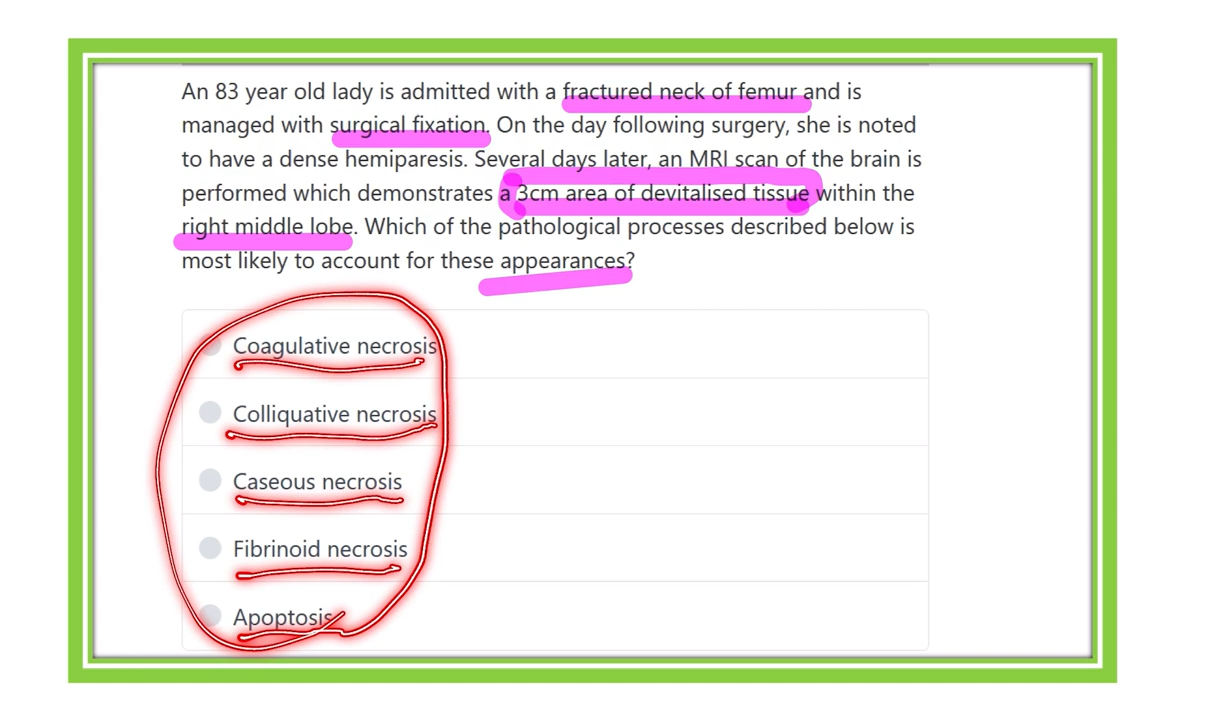 An 83 year old lady is admitted with a fractured neck of femur and is
managed with surgical fixation. On the day following surgery, she is noted
to have a dense hemiparesis. Several days later, an MRI scan of the brain is
performed which demonstrates a 3cm area of devitalised tissue within the
right middle lobe. Which of the pathological processes described below is
most likely to account for these appearances?
Coagulative necrosis
Colliquative necrosis
Caseous necrosis
Fibrinoid necrosis
Apoptosis